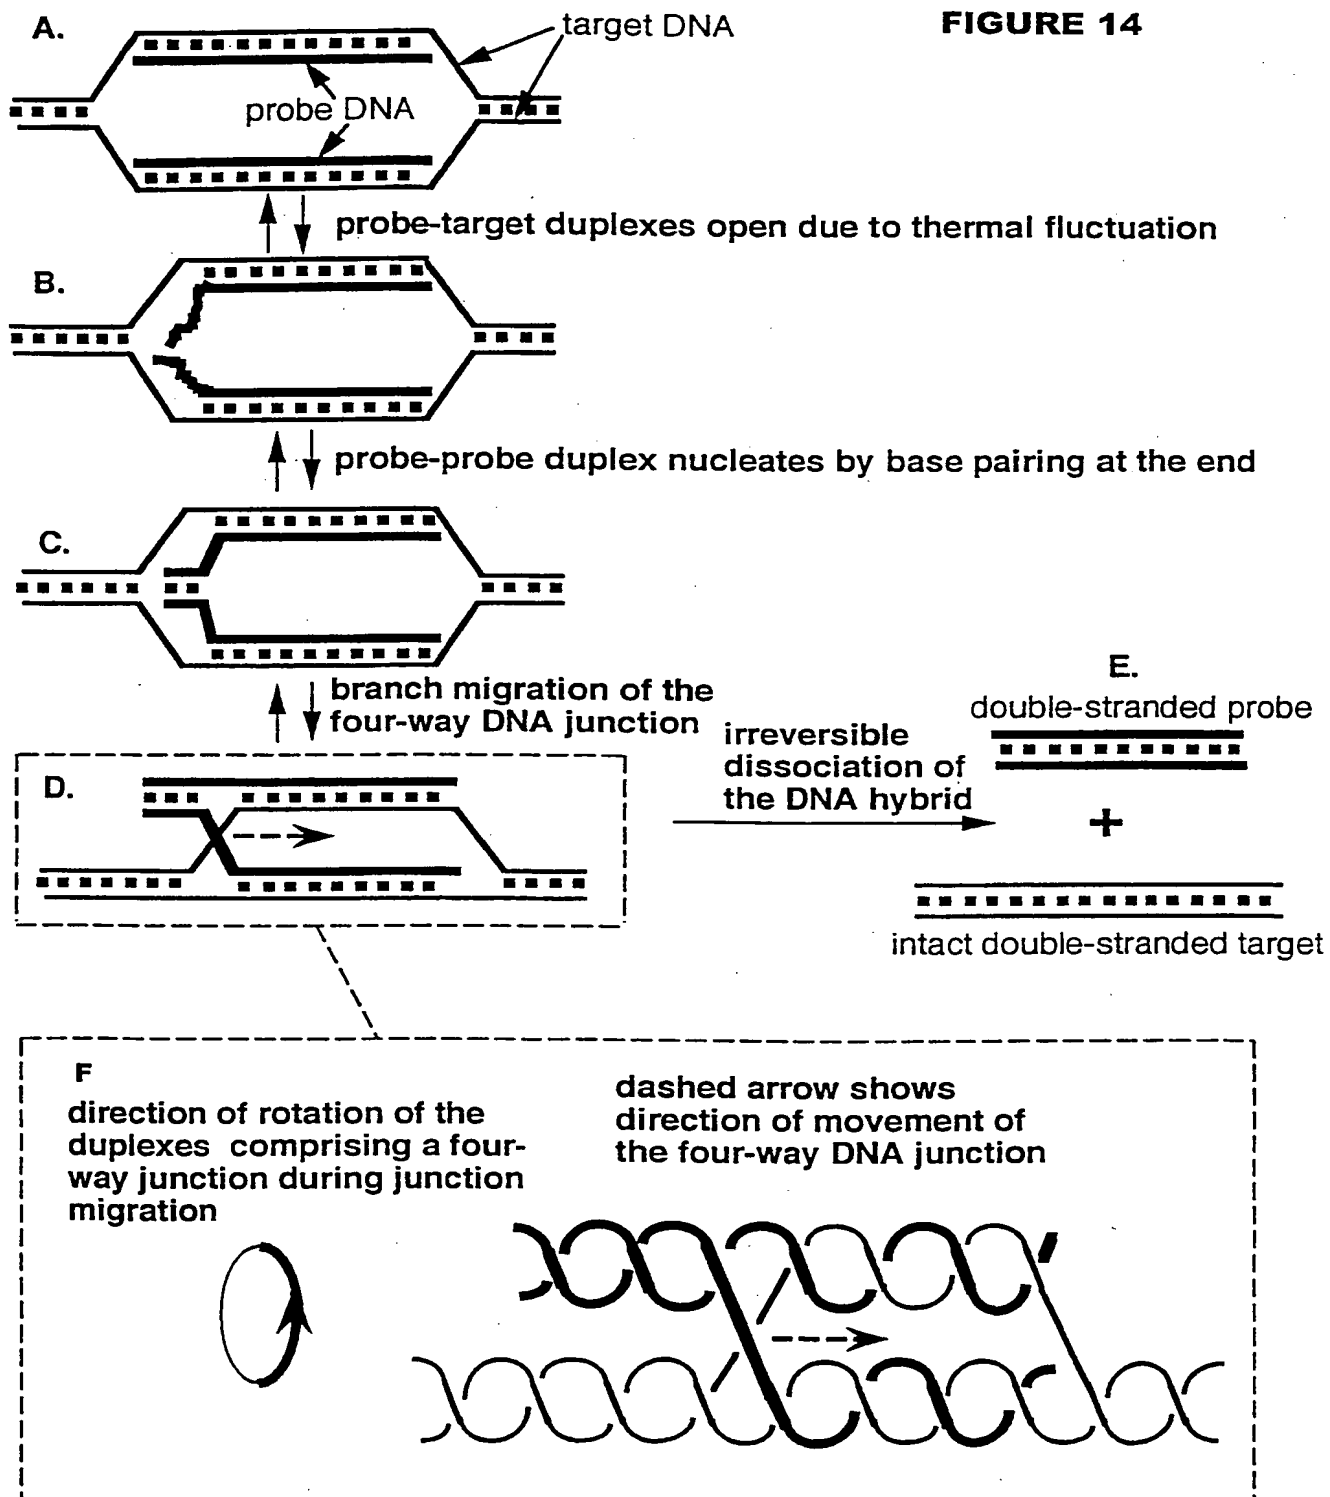 A.
target DNA
FIGURE 14
probe DNA
probe-target duplexes open due to thermal fluctuation
B.
probe-probe duplex nucleates by base pairing at the end
C.
branch migration of the
four-way DNA junction
E.
double-stranded probe
irreversible
dissociation of
the DNA hybrid
D.
+
intact double-stranded target
F
direction of rotation of the
duplexes comprising a four-
way junction during junction
migration
dashed arrow shows
direction of movement of
the four-way DNA junction